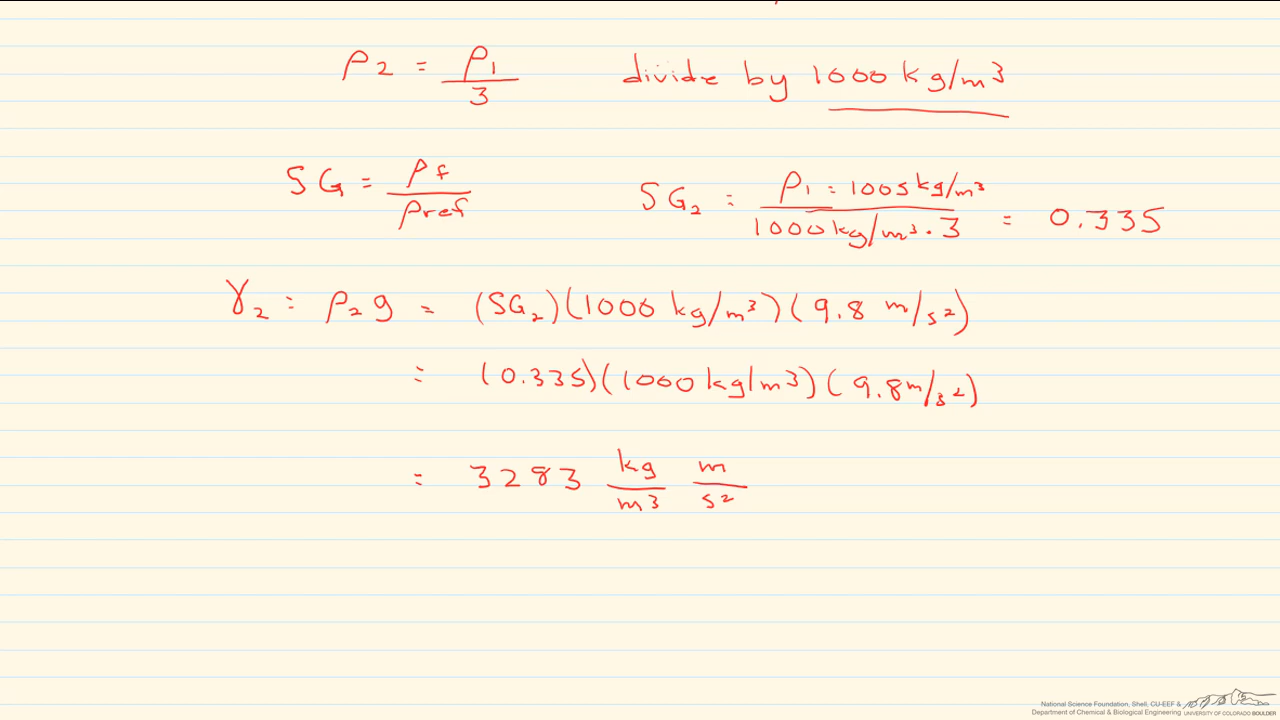 ρ2 = ρ1/3 divide by 1000 kg/m³
SG = ρf/ρref SG₂ = ρ1 = 1005 kg/m³ / 1000 kg/m³ · 3 = 0.335
γ₂ = ρ₂ g = (SG₂)(1000 kg/m³)(9.8 m/s²)
= (0.335)(1000 kg/m3)(9.8 m/s²)
= 3283 kg/m3 m/s²
National Science Foundation, Shell, CU-EEF &
Department of Chemical & Biological Engineering UNIVERSITY OF COLORADO BOULDER